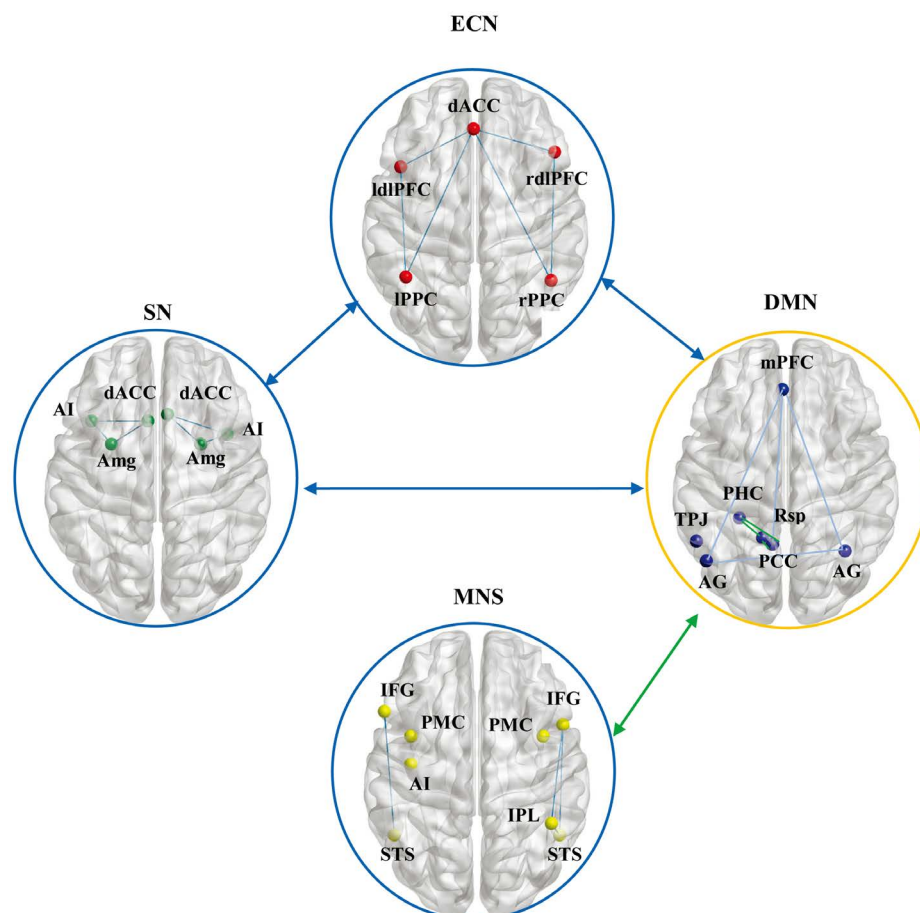 ECN
dACC
ldlPFC
rdlPFC
lPPC
rPPC
SN
dACC dACC
AI
AI
Amg
Amg
DMN
mPFC
PHC
Rsp
TPJ
PCC
AG
AG
MNS
IFG
IFG
PMC
PMC
AI
IPL
STS
STS